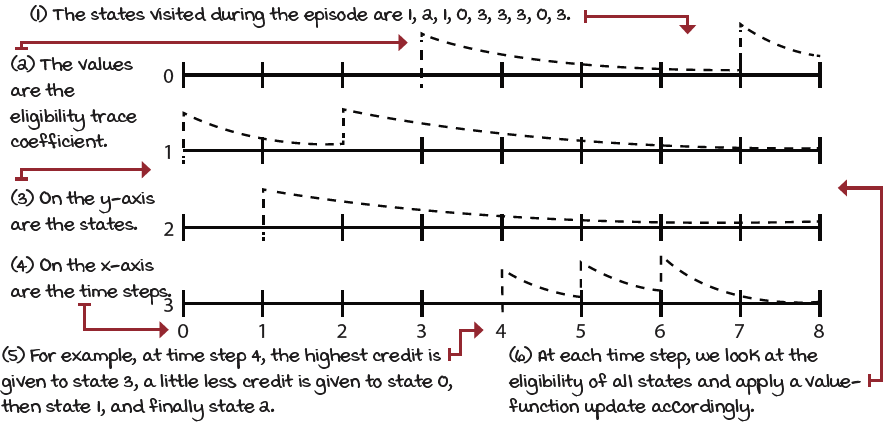 (1) The states visited during the episode are 1, 2, 1, 0, 3, 3, 3, 0, 3.
(2) The values
are the
eligibility trace
coefficient.
(3) On the y-axis
are the states.
(4) On the x-axis
are the time steps.
0
1
2
3
0 1 2 3 4 5 6 7 8
(5) For example, at time step 4, the highest credit is
given to state 3, a little less credit is given to state 0,
then state 1, and finally state 2.
(6) At each time step, we look at the
eligibility of all states and apply a value-
function update accordingly.